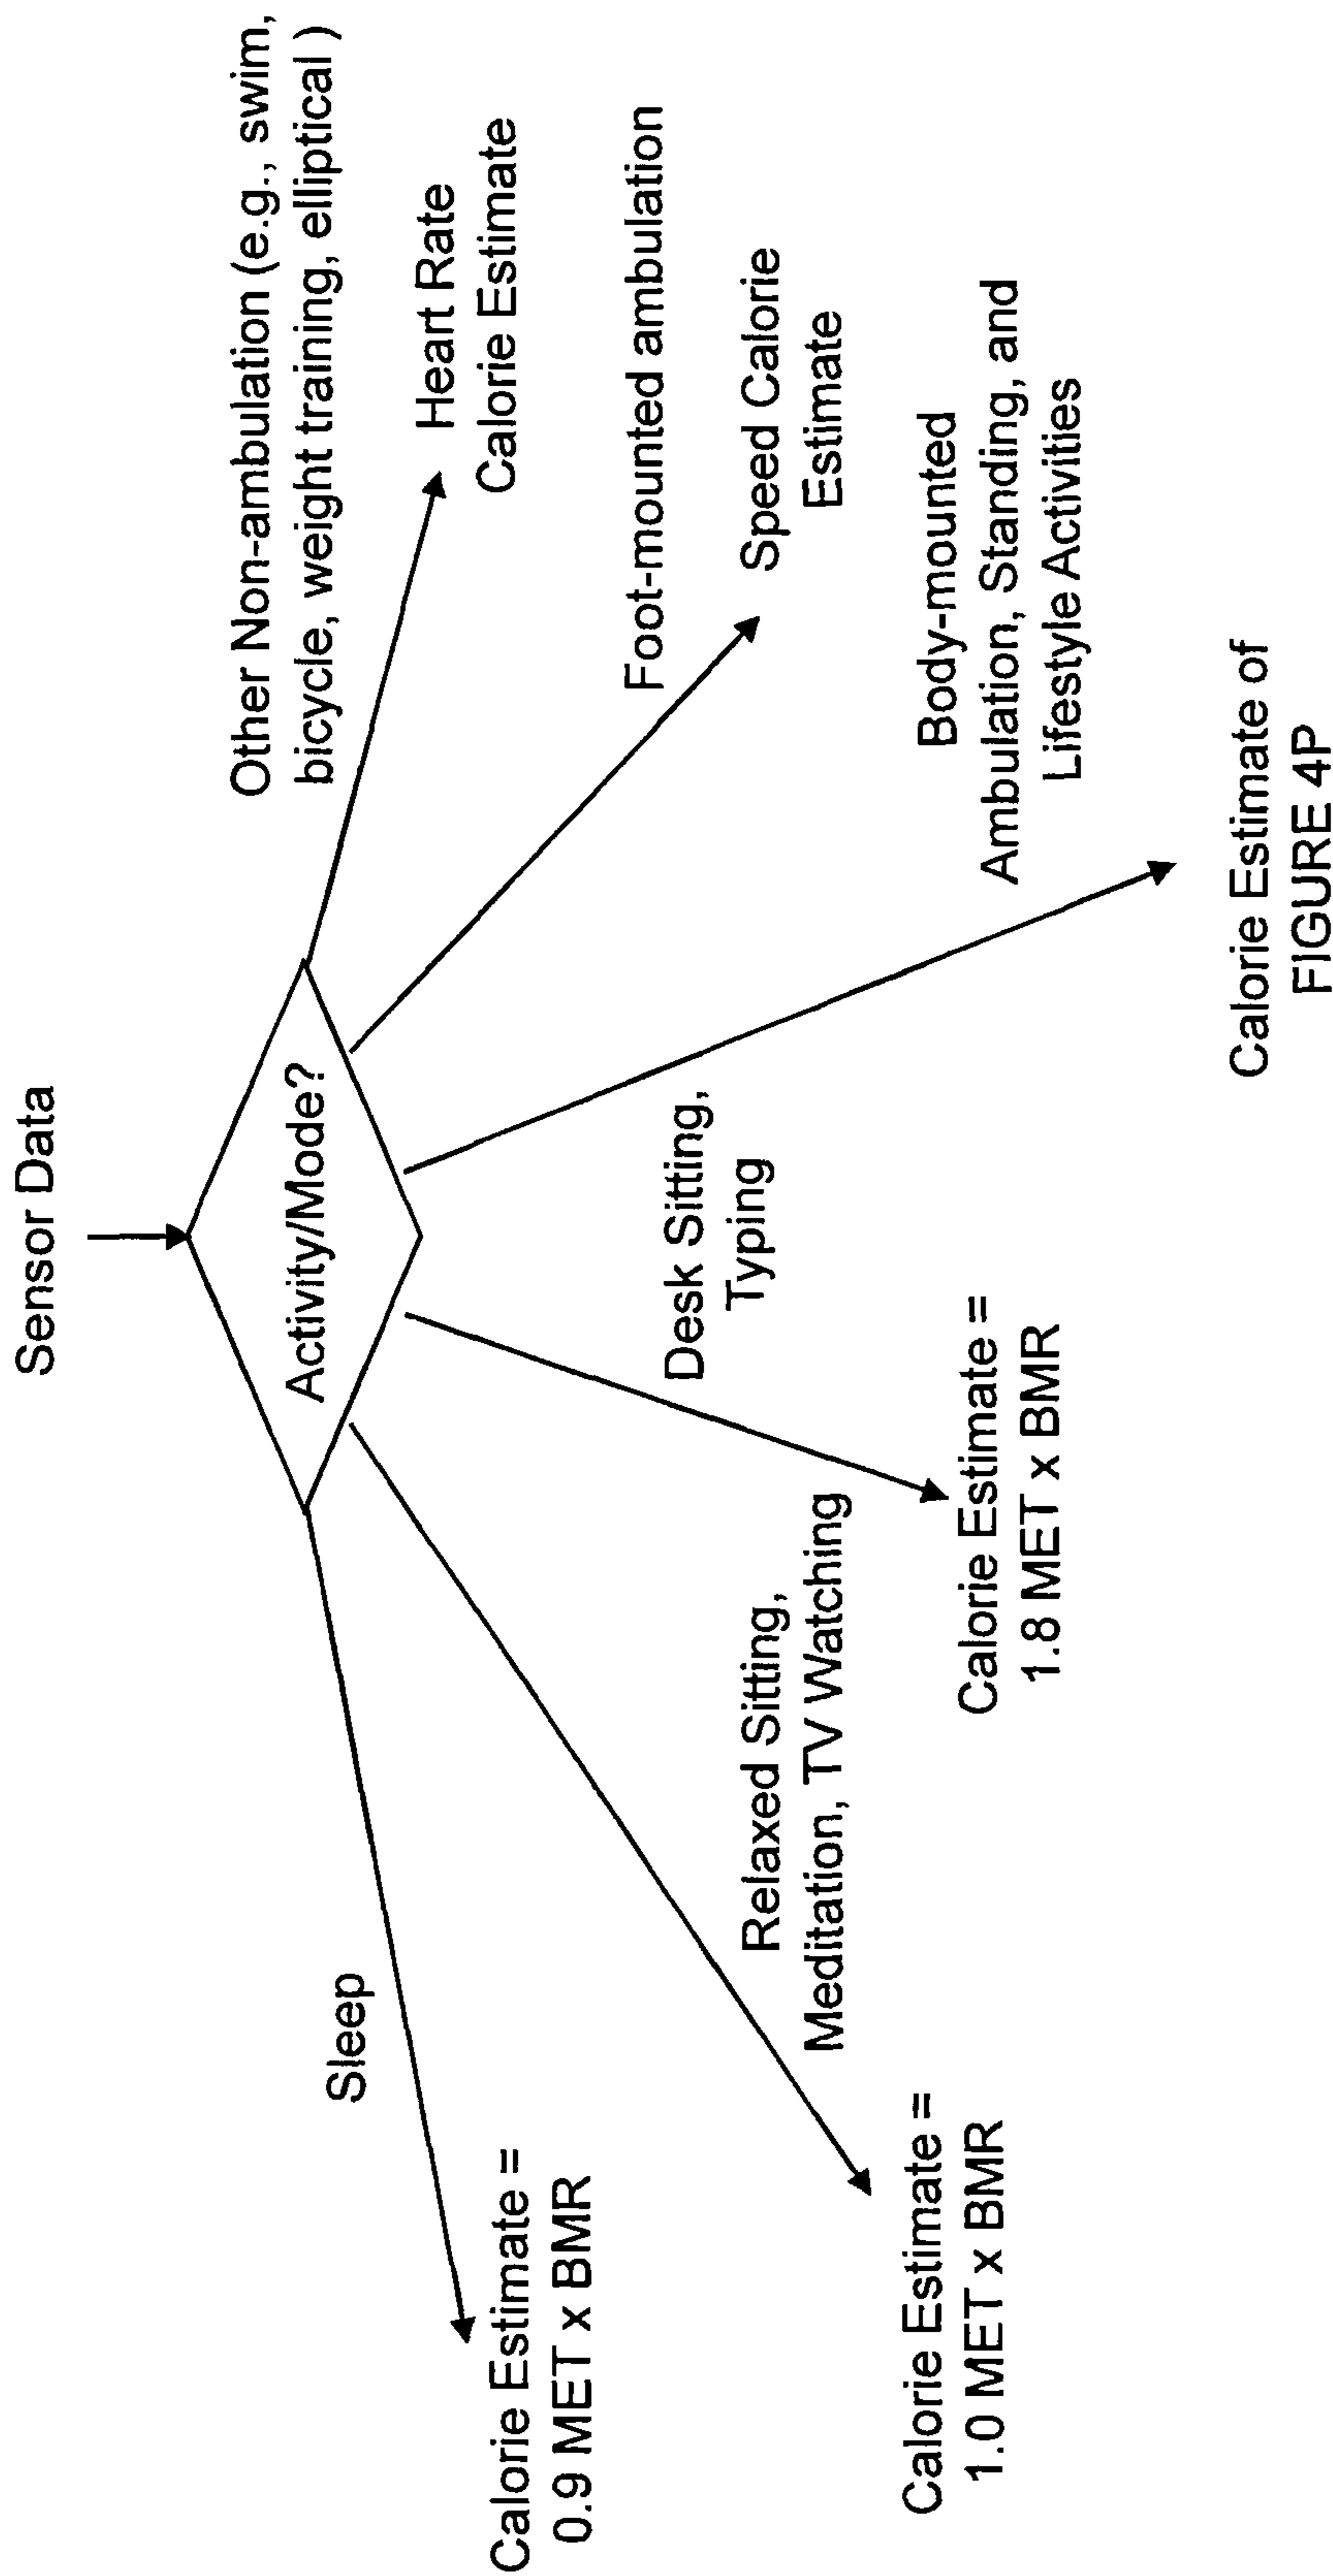 Sensor Data
Activity/Mode?
Sleep
Calorie Estimate =
0.9 MET x BMR
Relaxed Sitting,
Meditation, TV Watching
Calorie Estimate =
1.0 MET x BMR
Desk Sitting,
Typing
Calorie Estimate =
1.8 MET x BMR
Body-mounted
Ambulation, Standing, and
Lifestyle Activities
Calorie Estimate of
FIGURE 4P
Foot-mounted ambulation
Speed Calorie
Estimate
Other Non-ambulation (e.g., swim,
bicycle, weight training, elliptical )
Heart Rate
Calorie Estimate